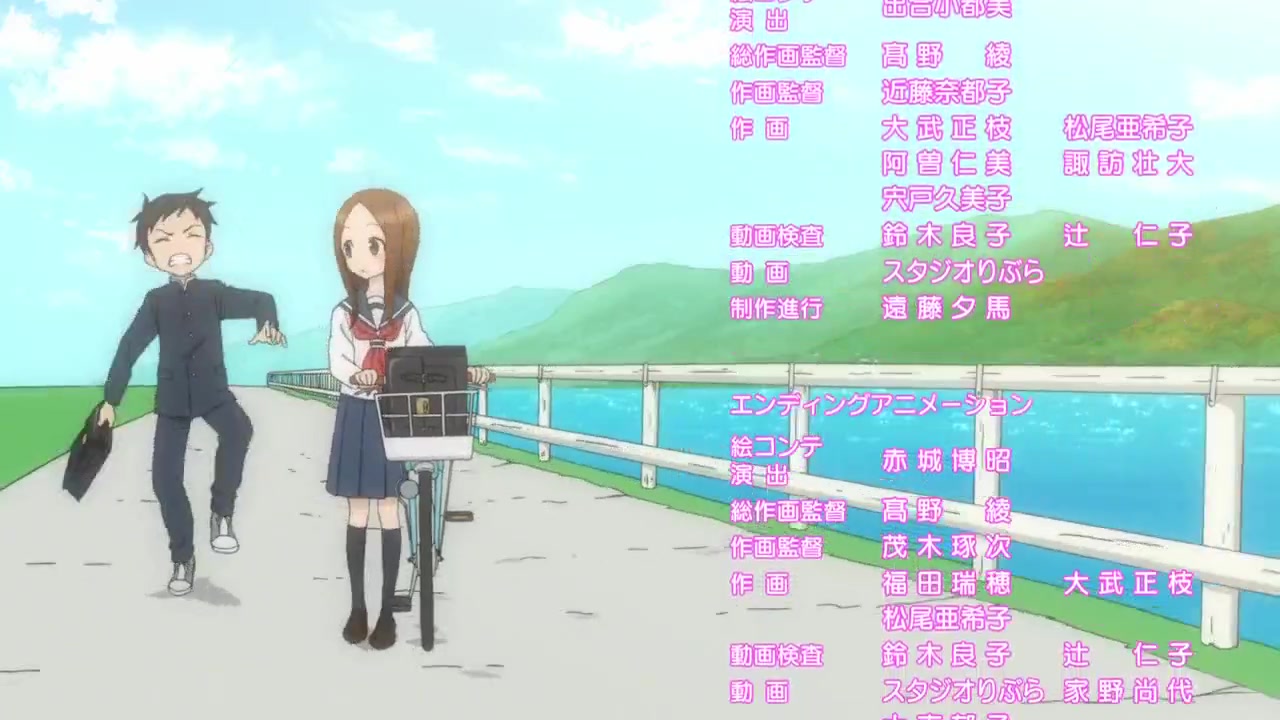 演出 出合小都美
総作画監督 髙野 綾
作画監督 近藤奈都子
作画 大武正枝 松尾亜希子
阿曽仁美 諏訪壮大
宍戸久美子
動画検査 鈴木良子 辻 仁子
動画 スタジオりぷら
制作進行 遠藤夕馬
エンディングアニメーション
絵コンテ
演出 赤城博昭
総作画監督 髙野 綾
作画監督 茂木琢次
作画 福田瑞穂 大武正枝
松尾亜希子
動画検査 鈴木良子 辻 仁子
動画 スタジオりぷら 家野尚代